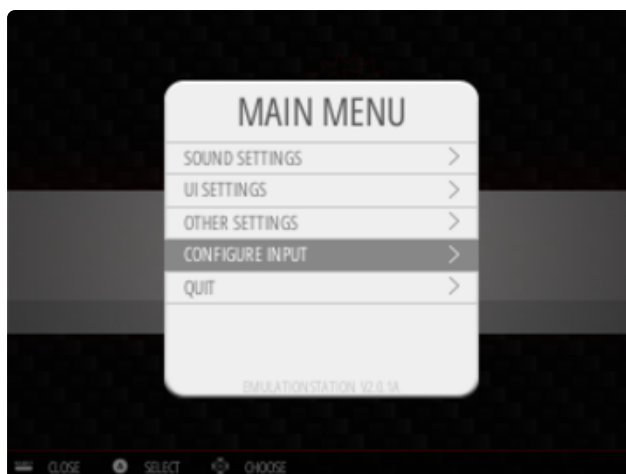 MAIN MENU
SOUND SETTINGS
UI SETTINGS
OTHER SETTINGS
CONFIGURE INPUT
QUIT
EMULATIONSTATION V2.0.1A
CLOSE SELECT CHOOSE